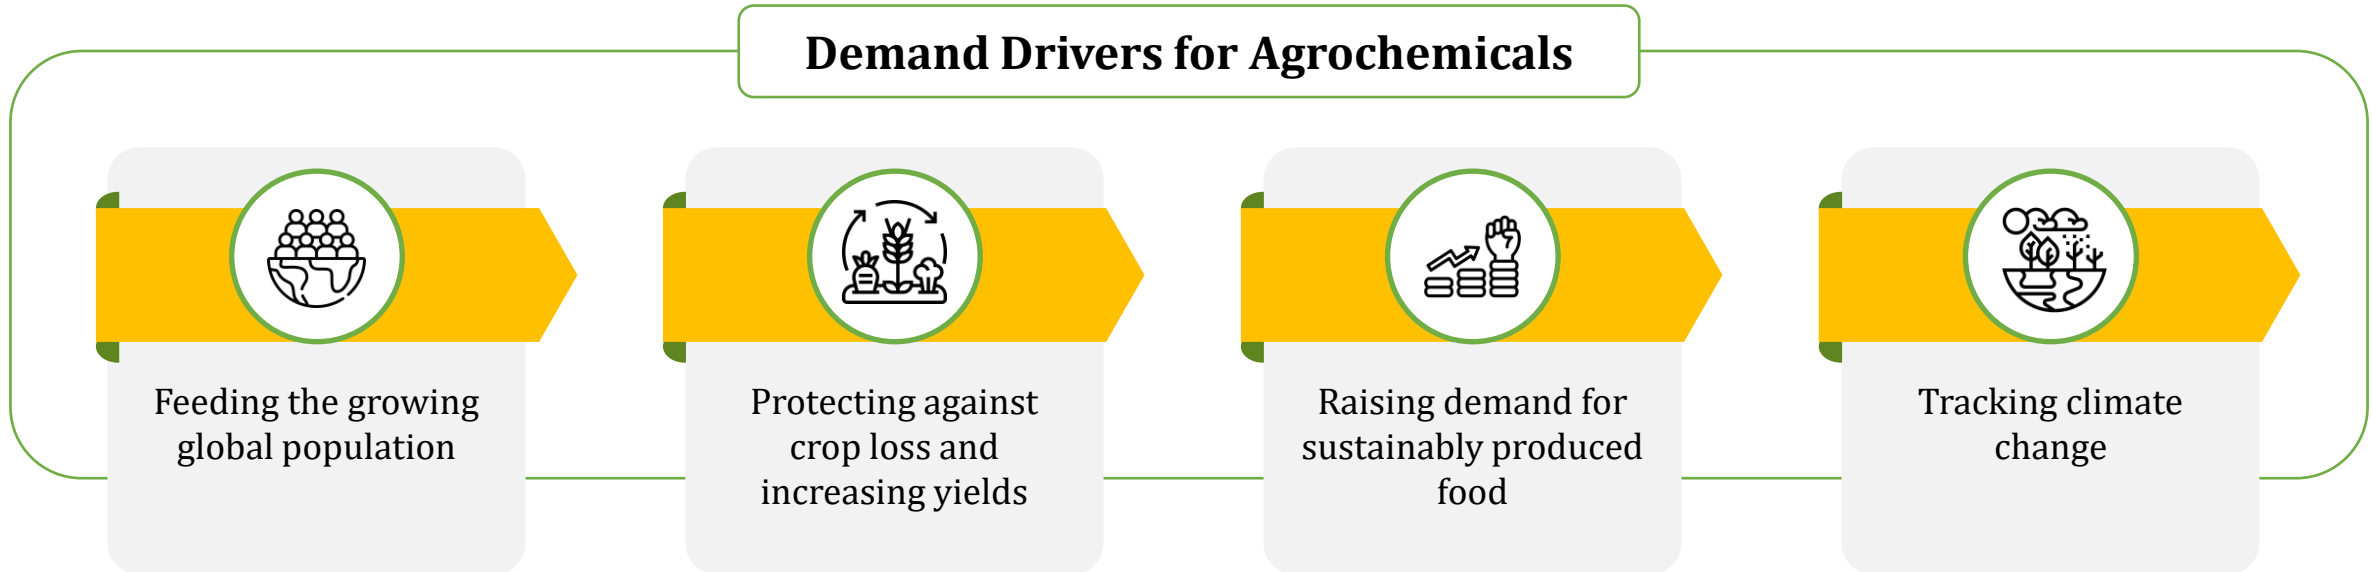 Demand Drivers for Agrochemicals
Feeding the growing
global population
Protecting against
crop loss and
increasing yields
Raising demand for
sustainably produced
food
Tracking climate
change